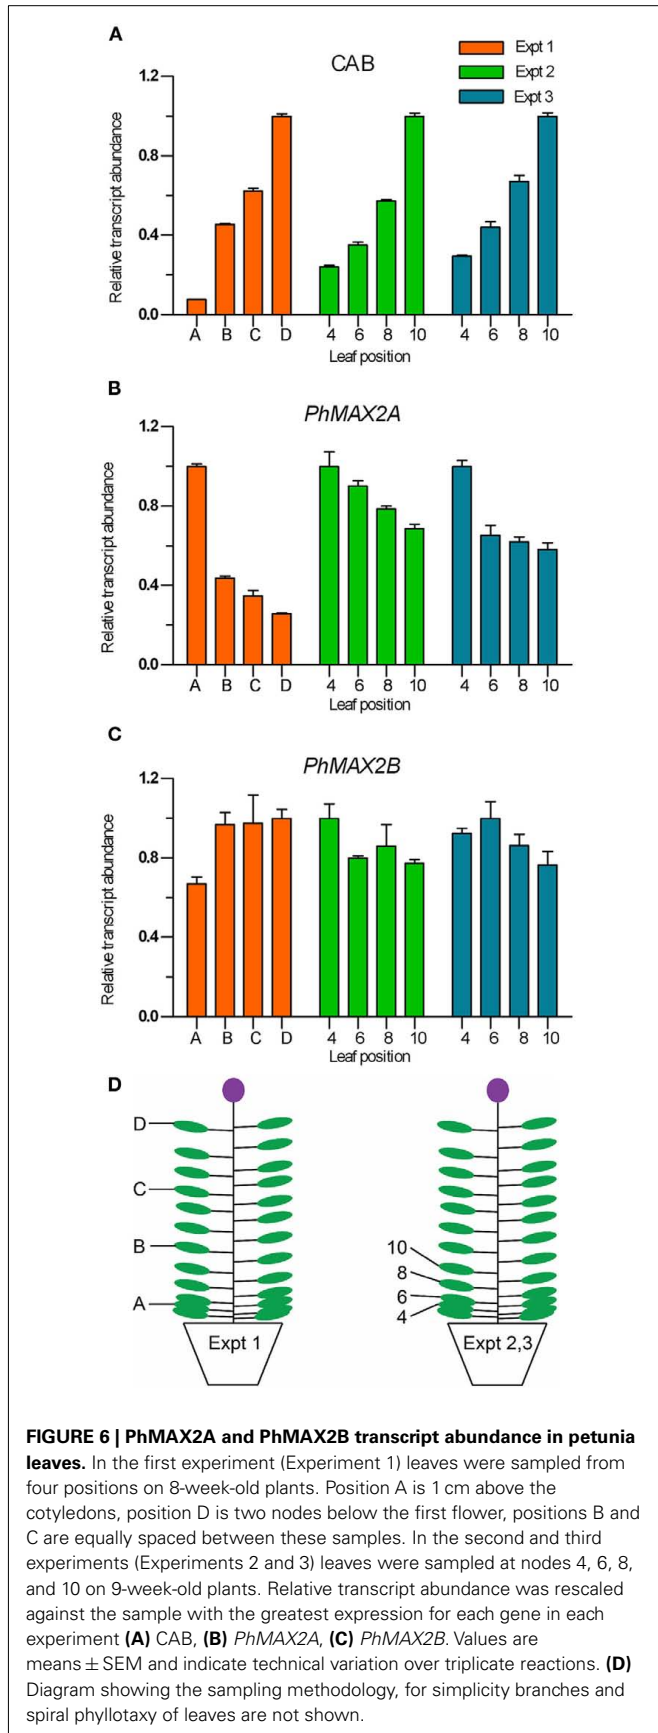 A
CAB
Expt 1
Expt 2
Expt 3
Relative transcript abundance
1.2
0.8
0.4
0.0
A B C D 4 6 8 10 4 6 8 10
Leaf position
B
PhMAX2A
Relative transcript abundance
1.2
0.8
0.4
0.0
A B C D 4 6 8 10 4 6 8 10
Leaf position
C
PhMAX2B
Relative transcript abundance
1.2
0.8
0.4
0.0
A B C D 4 6 8 10 4 6 8 10
Leaf position
D
D
C
B
A
Expt 1
10
8
6
4
Expt 2,3
FIGURE 6 | PhMAX2A and PhMAX2B transcript abundance in petunia
leaves. In the first experiment (Experiment 1) leaves were sampled from
four positions on 8-week-old plants. Position A is 1 cm above the
cotyledons, position D is two nodes below the first flower, positions B and
C are equally spaced between these samples. In the second and third
experiments (Experiments 2 and 3) leaves were sampled at nodes 4, 6, 8,
and 10 on 9-week-old plants. Relative transcript abundance was rescaled
against the sample with the greatest expression for each gene in each
experiment (A) CAB, (B) PhMAX2A, (C) PhMAX2B. Values are
means ± SEM and indicate technical variation over triplicate reactions. (D)
Diagram showing the sampling methodology, for simplicity branches and
spiral phyllotaxy of leaves are not shown.